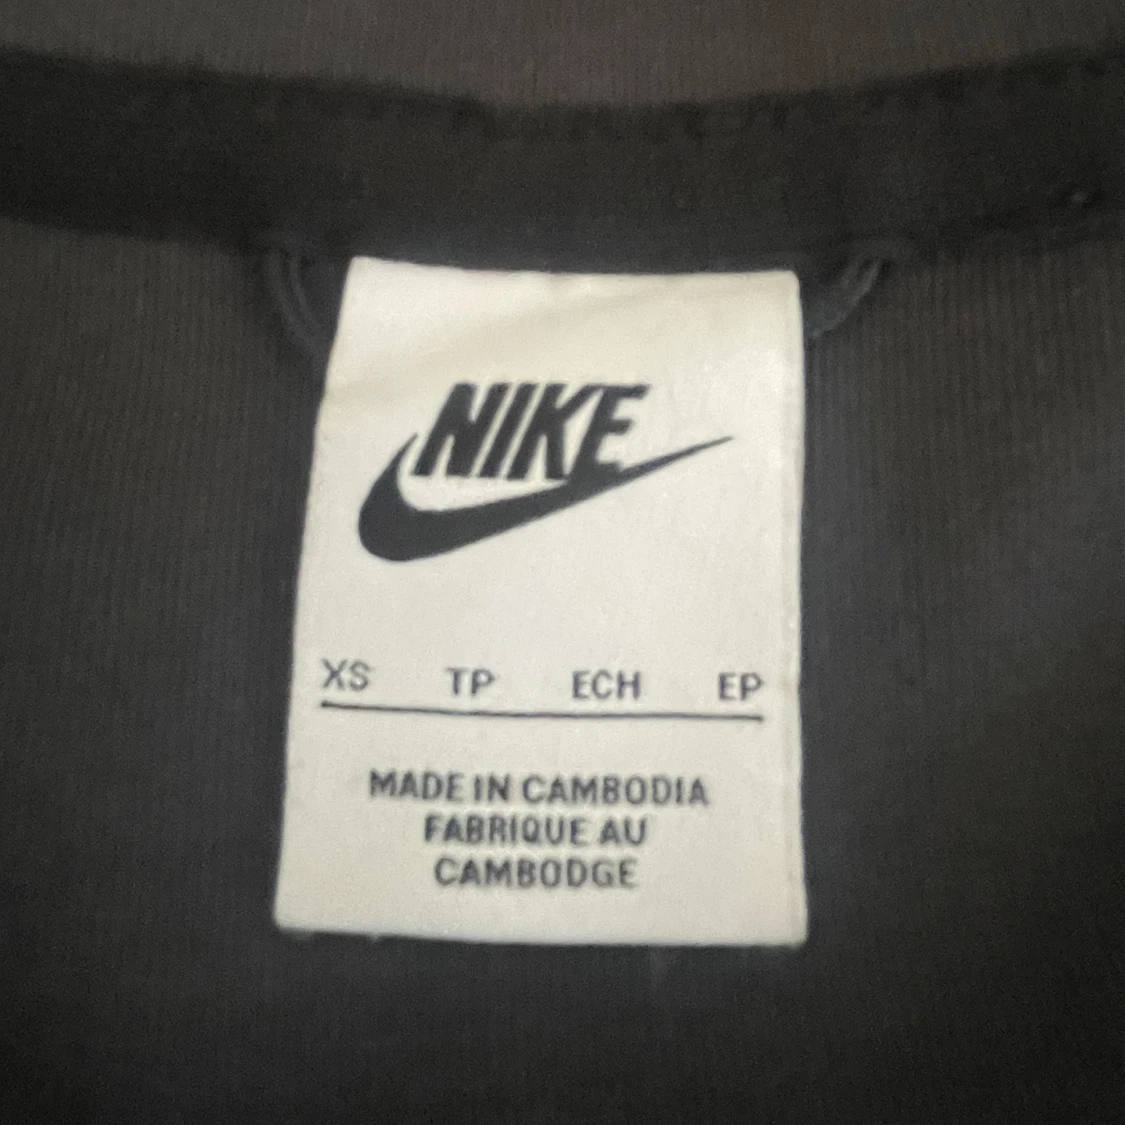 NIKE
XS TP ECH EP
MADE IN CAMBODIA
FABRIQUE AU
CAMBODGE